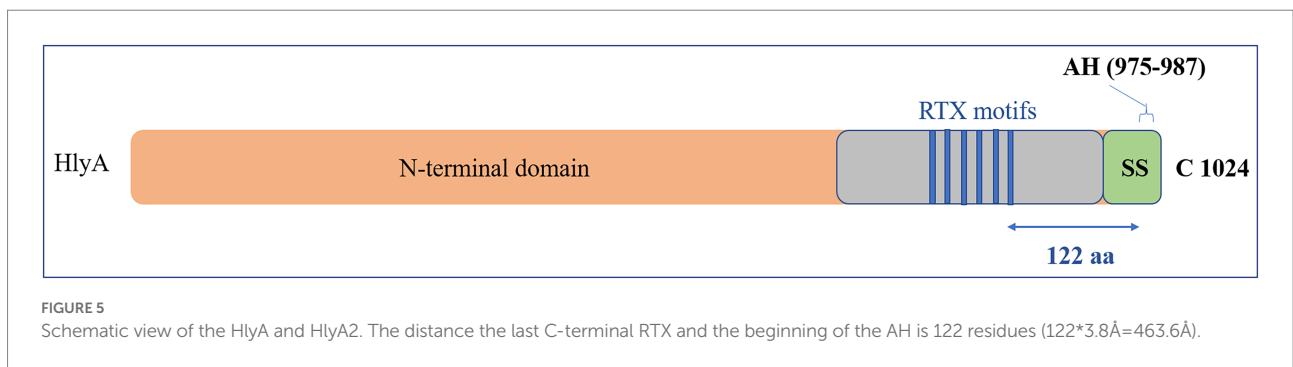 AH (975-987)
RTX motifs
HlyA
N-terminal domain
SS
C 1024
122 aa
FIGURE 5
Schematic view of the HlyA and HlyA2. The distance the last C-terminal RTX and the beginning of the AH is 122 residues (122*3.8Å=463.6Å).